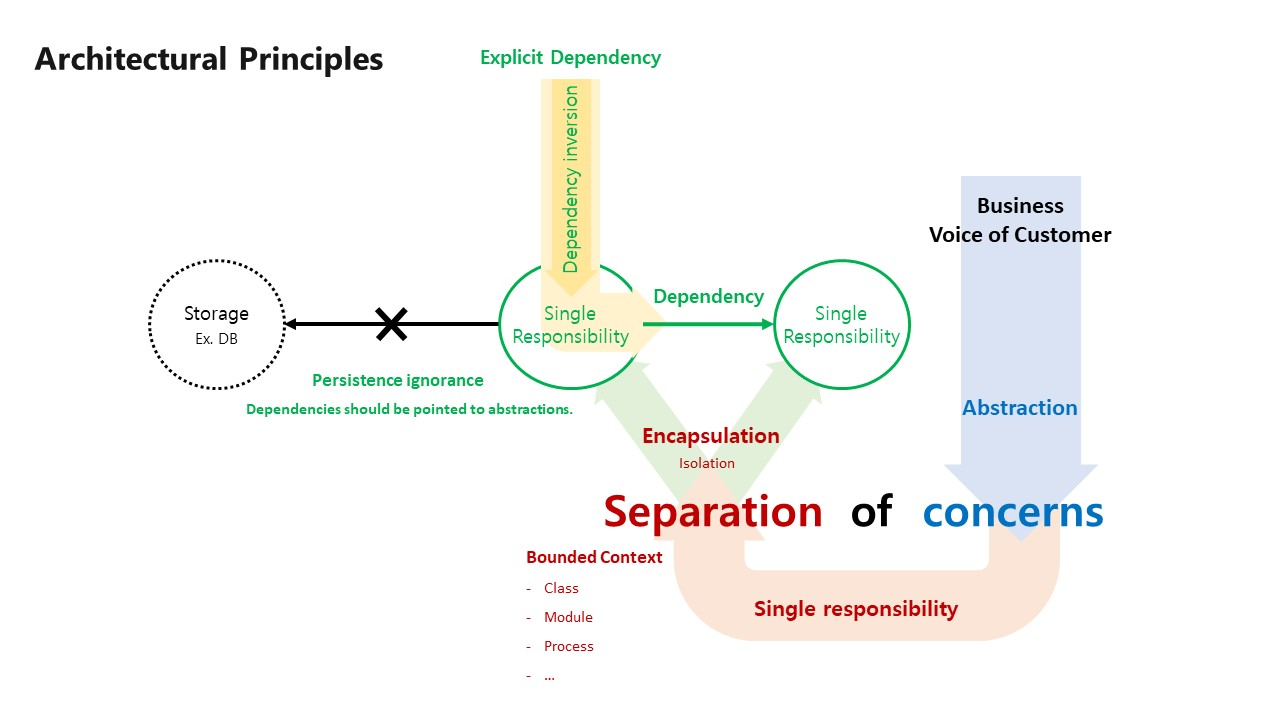 Architectural Principles
Explicit Dependency
Dependency inversion
Business
Voice of Customer
Storage
Ex. DB
Single
Responsibility
Dependency
Single
Responsibility
Persistence ignorance
Dependencies should be pointed to abstractions.
Abstraction
Encapsulation
Isolation
Separation of concerns
Bounded Context
- Class
- Module
- Process
- ...
Single responsibility